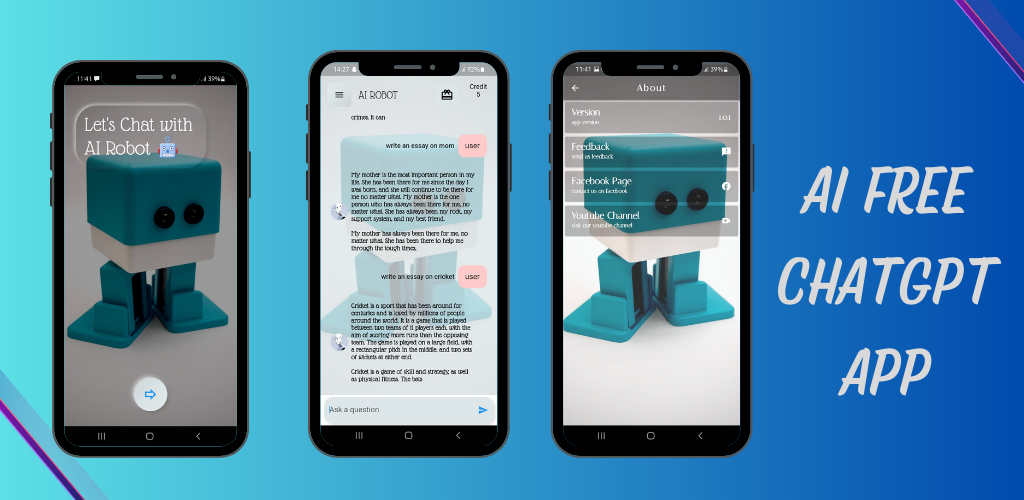 11:41 39%
Let's Chat with
AI Robot 🤖
14:27 92%
AI ROBOT
Credit
5
crimes. It can
write an essay on mom
user
My mother is the most important person in my
life. She has been there for me since the day I
was born, and she will continue to be there for
me no matter what. My mother is the one
person who has always been there for me, no
matter what. She has always been my rock, my
support system, and my best friend.
My mother has always been there for me, no
matter what. She has been there to help me
through the tough times,
write an essay on cricket
user
Cricket is a sport that has been around for
centuries and is loved by millions of people
around the world. It is a game that is played
between two teams of 11 players each, with the
aim of scoring more runs than the opposing
team. The game is played on a large field, with
a rectangular pitch in the middle, and two sets
of wickets at either end.
Cricket is a game of skill and strategy, as well
as physical fitness. The bats
Ask a question
11:41 39%
About
Version
app version
1.0.1
Feedback
send us feedback
Facebook Page
contact us on Facebook
Youtube Channel
visit our youtube channel
AI FREE
CHATGPT
APP